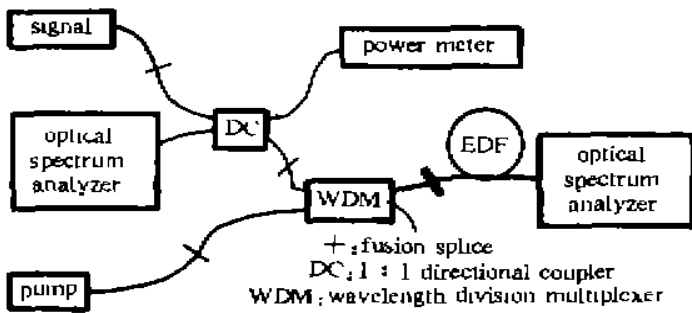 signal
power meter
DC
optical
spectrum
analyzer
EDF
optical
spectrum
analyzer
WDM
+: fusion splice
DC: 1 : 1 directional coupler
WDM: wavelength division multiplexer
pump